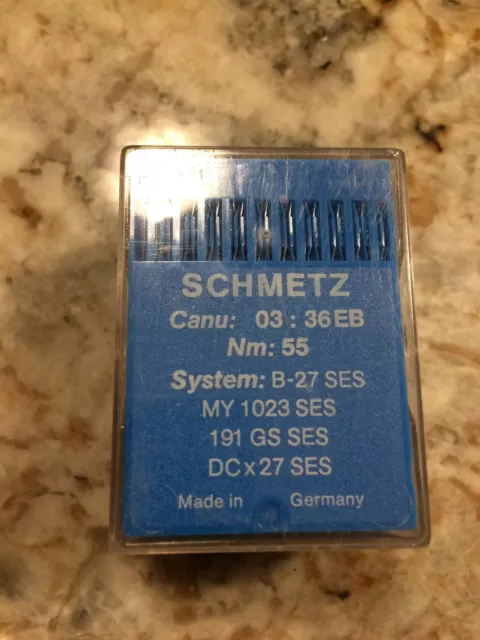 SCHMETZ
Canu: 03 : 36 EB
Nm: 55
System: B-27 SES
MY 1023 SES
191 GS SES
DC x 27 SES
Made in Germany